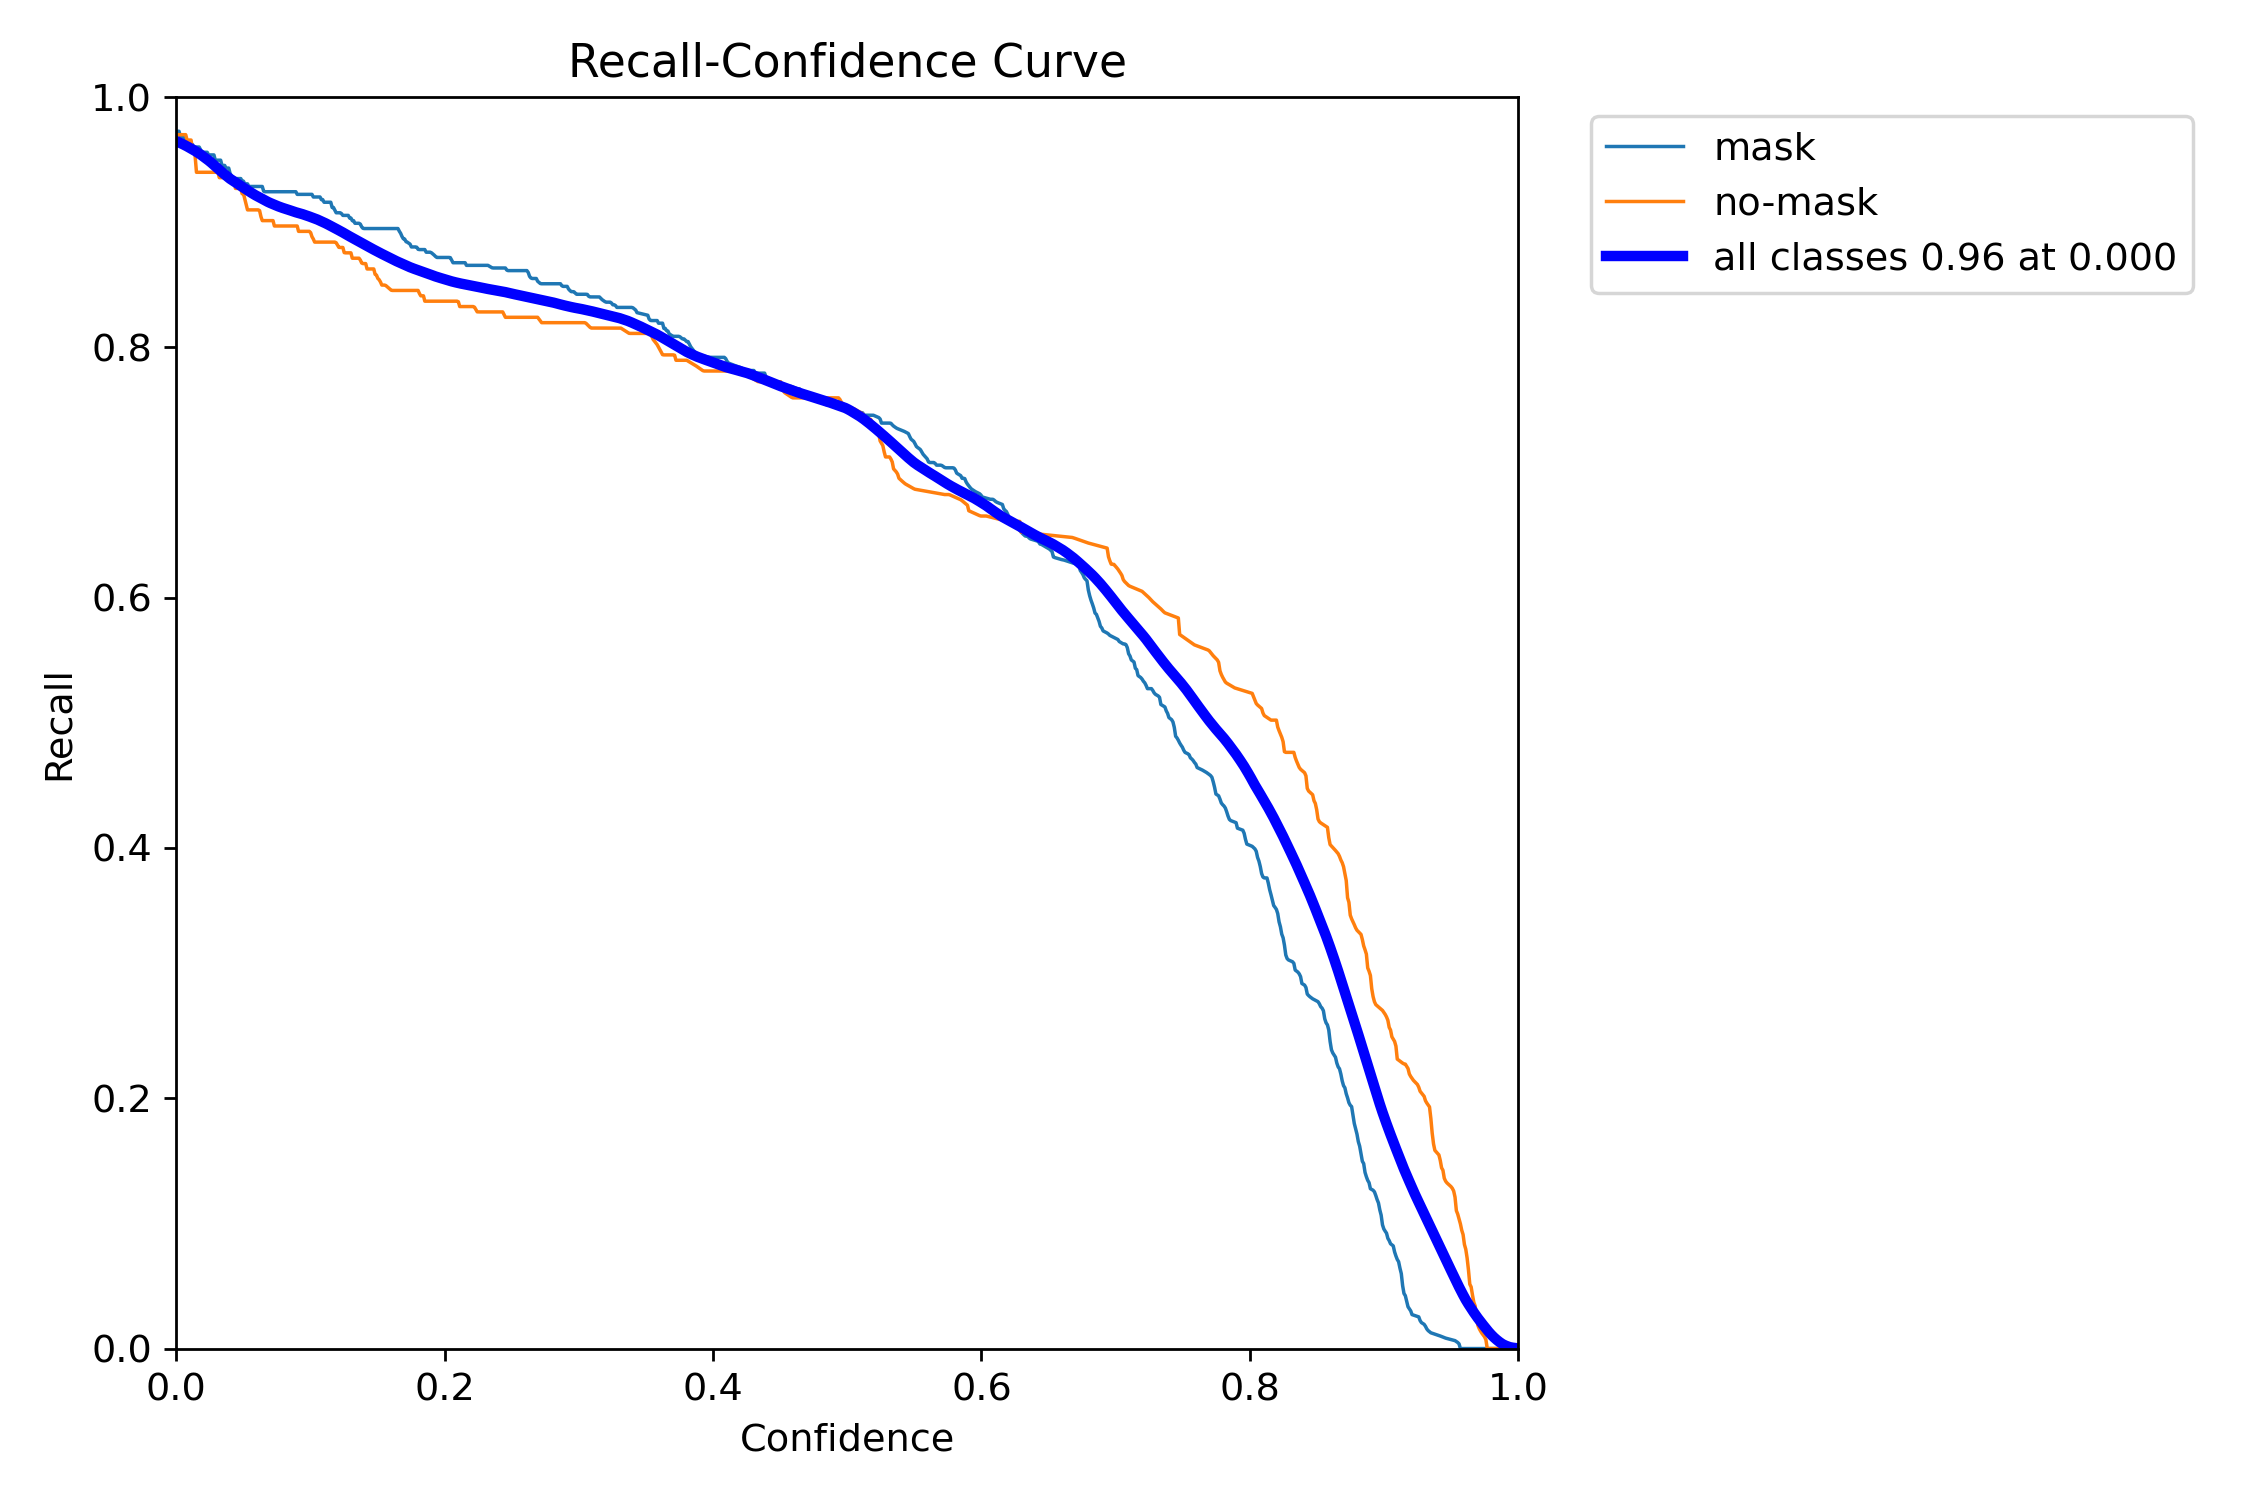 Recall-Confidence Curve
1.0
0.8
0.6
0.4
0.2
0.0
Recall
0.0 0.2 0.4 0.6 0.8 1.0
Confidence
mask
no-mask
all classes 0.96 at 0.000